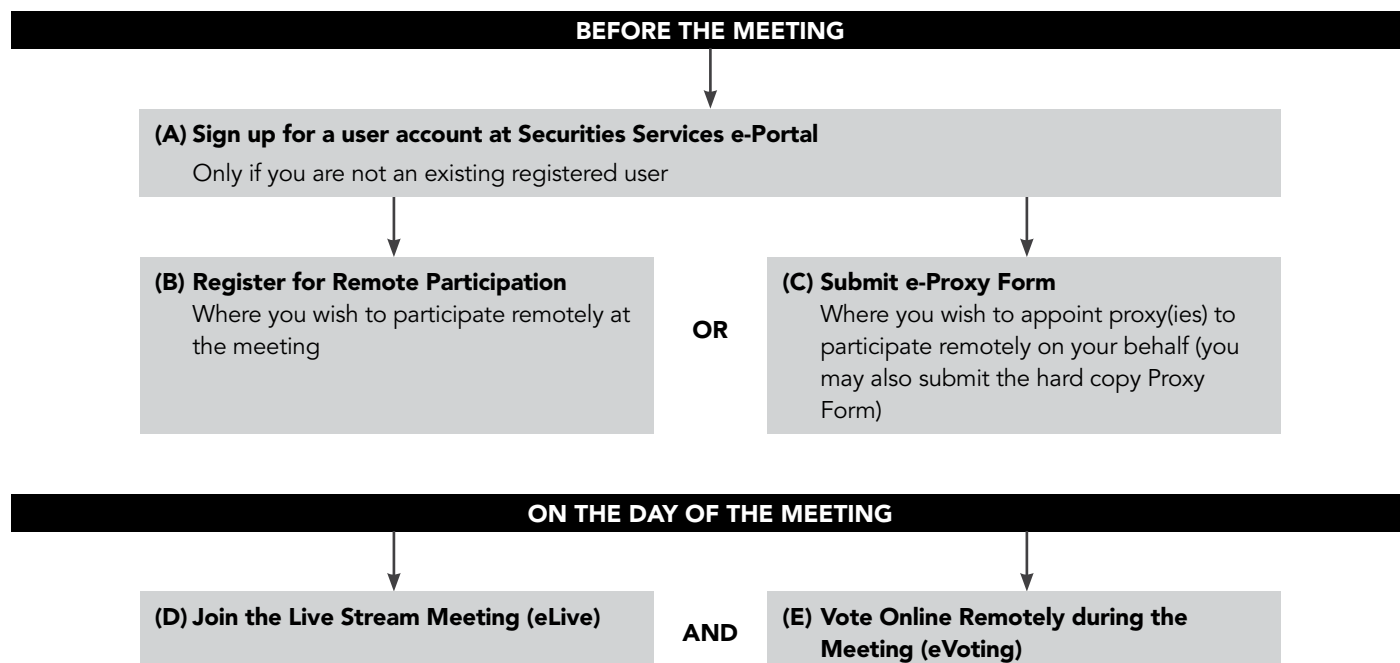 BEFORE THE MEETING
(A) Sign up for a user account at Securities Services e-Portal
Only if you are not an existing registered user
(B) Register for Remote Participation
Where you wish to participate remotely at
the meeting
OR
(C) Submit e-Proxy Form
Where you wish to appoint proxy(ies) to
participate remotely on your behalf (you
may also submit the hard copy Proxy
Form)
ON THE DAY OF THE MEETING
(D) Join the Live Stream Meeting (eLive)
AND
(E) Vote Online Remotely during the
Meeting (eVoting)